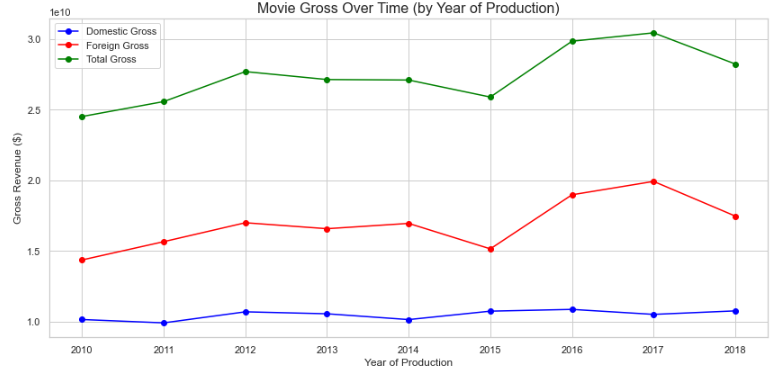 Movie Gross Over Time (by Year of Production)
1e10
Domestic Gross
Foreign Gross
Total Gross
3.0
2.5
2.0
1.5
1.0
Gross Revenue ($)
2010 2011 2012 2013 2014 2015 2016 2017 2018
Year of Production